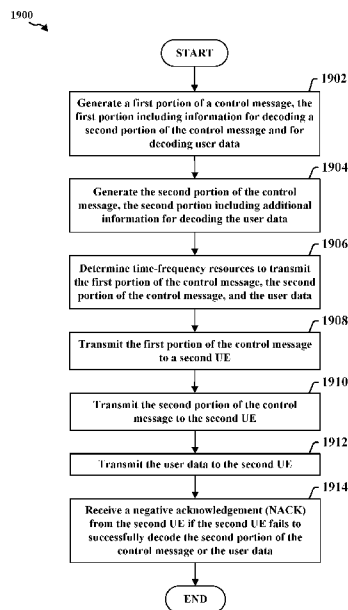 1900
START
1902
Generate a first portion of a control message, the
first portion including information for decoding a
second portion of the control message and for
decoding user data
1904
Generate the second portion of the control
message, the second portion including additional
information for decoding the user data
1906
Determine time-frequency resources to transmit
the first portion of the control message, the second
portion of the control message, and the user data
1908
Transmit the first portion of the control message
to a second UE
1910
Transmit the second portion of the control
message to the second UE
1912
Transmit the user data to the second UE
1914
Receive a negative acknowledgement (NACK)
from the second UE if the second UE fails to
successfully decode the second portion of the
control message or the user data
END